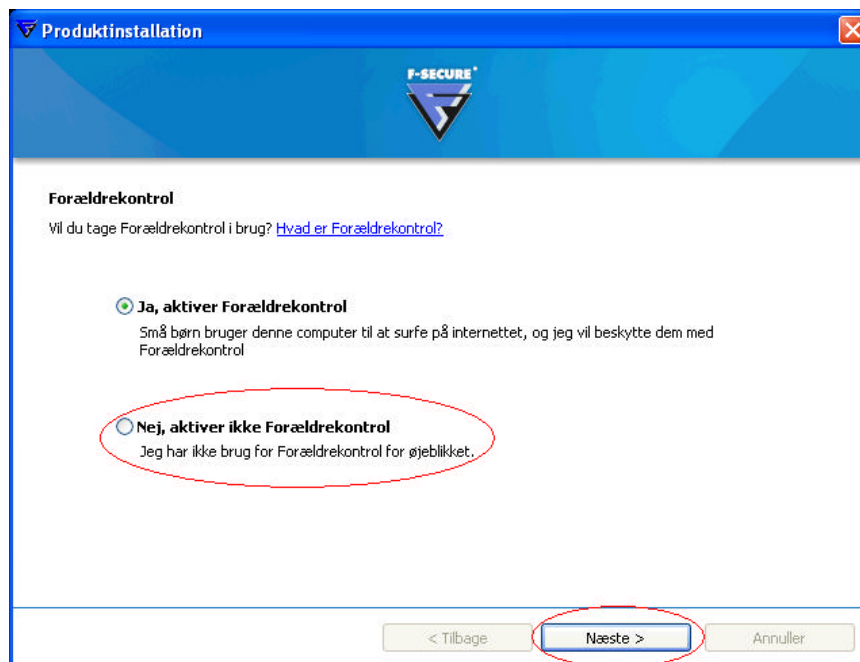 Produktinstallation
F-SECURE®
Forældrekontrol
Vil du tage Forældrekontrol i brug? Hvad er Forældrekontrol?
Ja, aktiver Forældrekontrol
Små børn bruger denne computer til at surfe på internettet, og jeg vil beskytte dem med
Forældrekontrol
Nej, aktiver ikke Forældrekontrol
Jeg har ikke brug for Forældrekontrol for øjeblikket.
< Tilbage
Næste >
Annuller